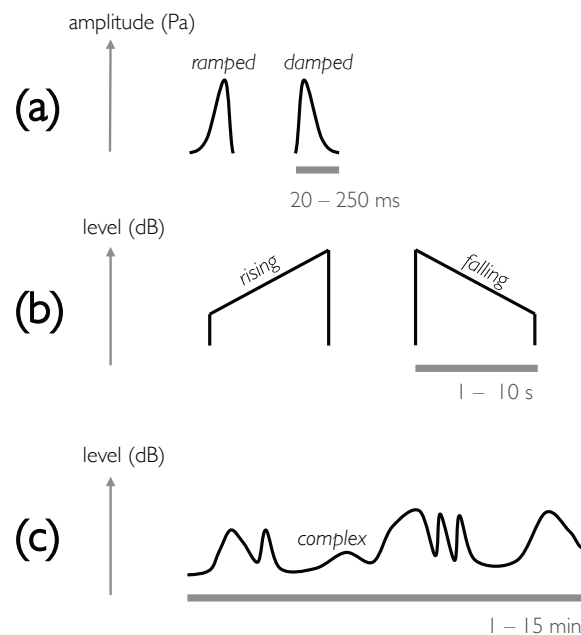 amplitude (Pa)
ramped damped
(a)
20 – 250 ms
level (dB)
rising falling
(b)
1 – 10 s
level (dB)
(c)
complex
1 – 15 min